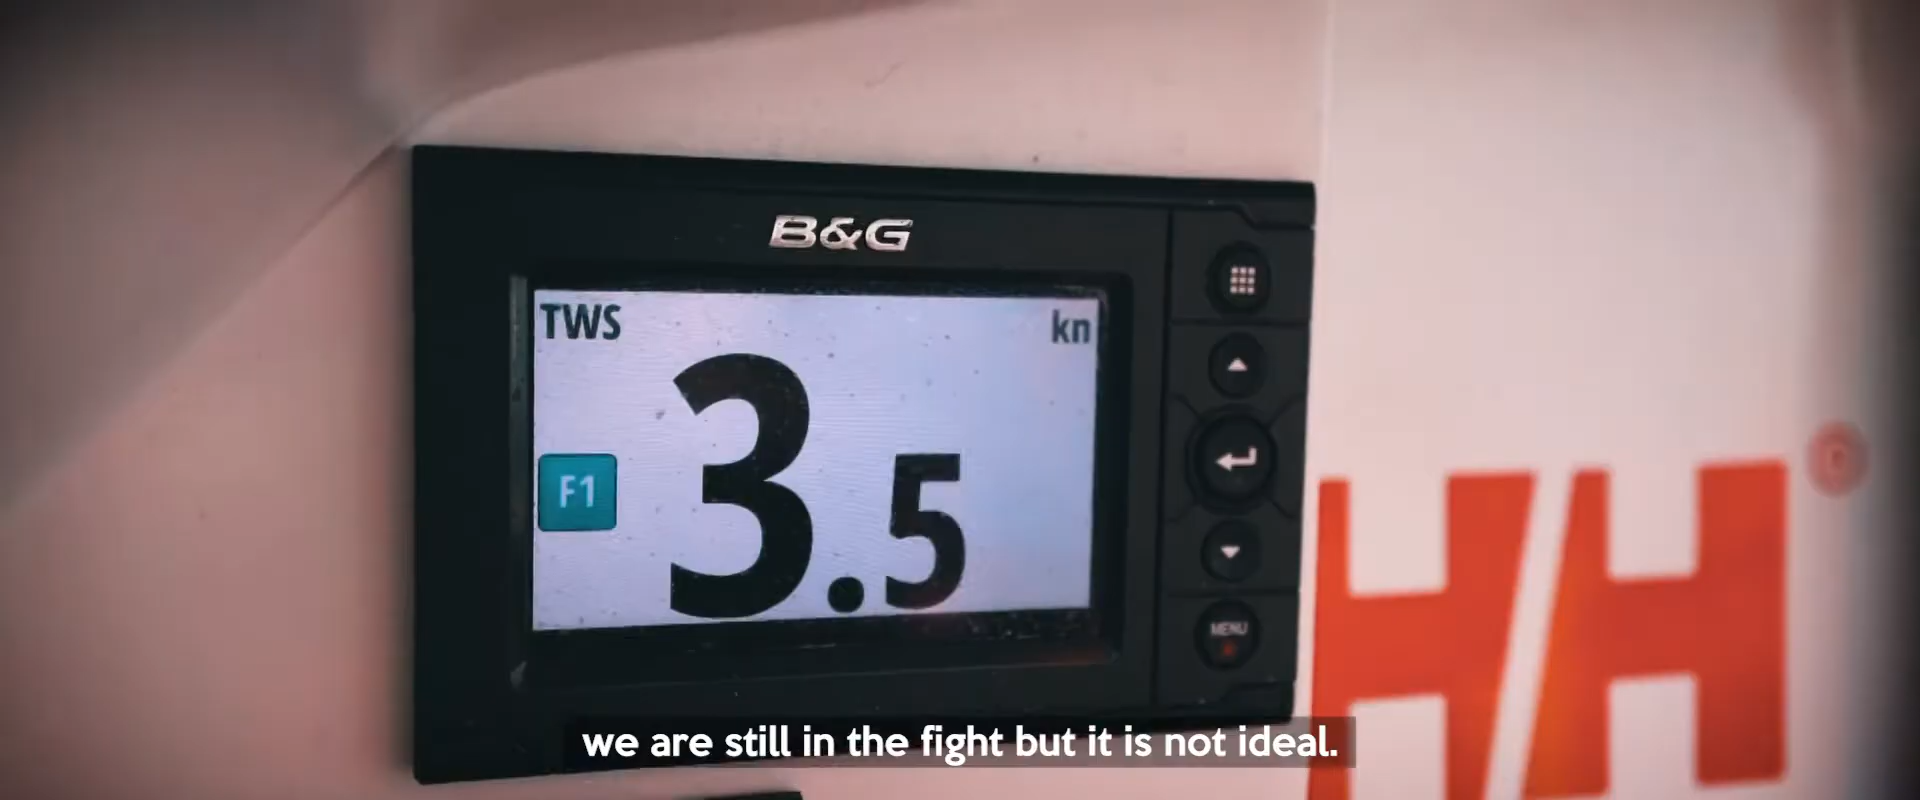 B&G
TWS
kn
F1
3.5
MENU
HH
we are still in the fight but it is not ideal.